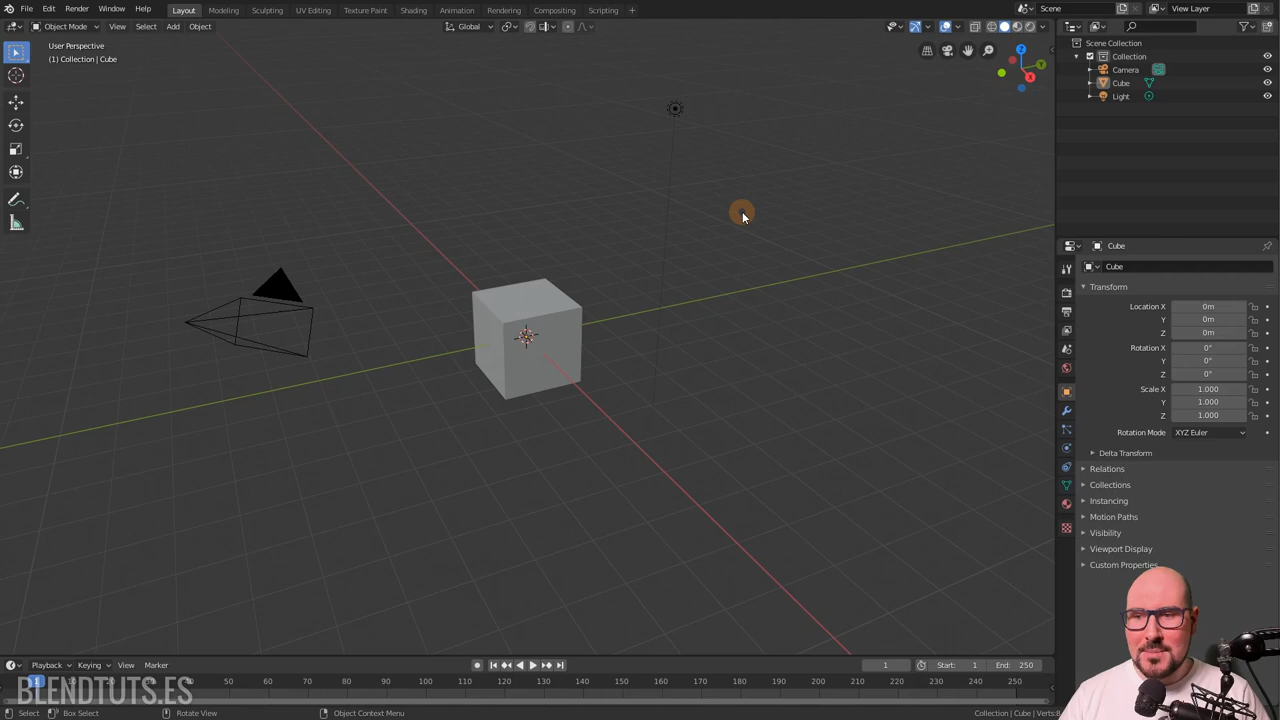 File Edit Render Window Help
Layout Modeling Sculpting UV Editing Texture Paint Shading Animation Rendering Compositing Scripting +
Scene
View Layer
Object Mode View Select Add Object
Global
User Perspective
(1) Collection | Cube
Z
Y
X
Scene Collection
Collection
Camera
Cube
Light
Cube
Cube
Transform
Location X 0m
Y 0m
Z 0m
Rotation X 0°
Y 0°
Z 0°
Scale X 1.000
Y 1.000
Z 1.000
Rotation Mode XYZ Euler
Delta Transform
Relations
Collections
Instancing
Motion Paths
Visibility
Viewport Display
Custom Properties
Playback Keying View Marker
1
Start: 1
End: 250
1 50 60 70 80 90 100 110 120 130 140 150 160 170 180 190 200 210 220 230 240 250
BLENDTUTS.ES
Select Box Select Rotate View Object Context Menu
Collection | Cube | Verts:8